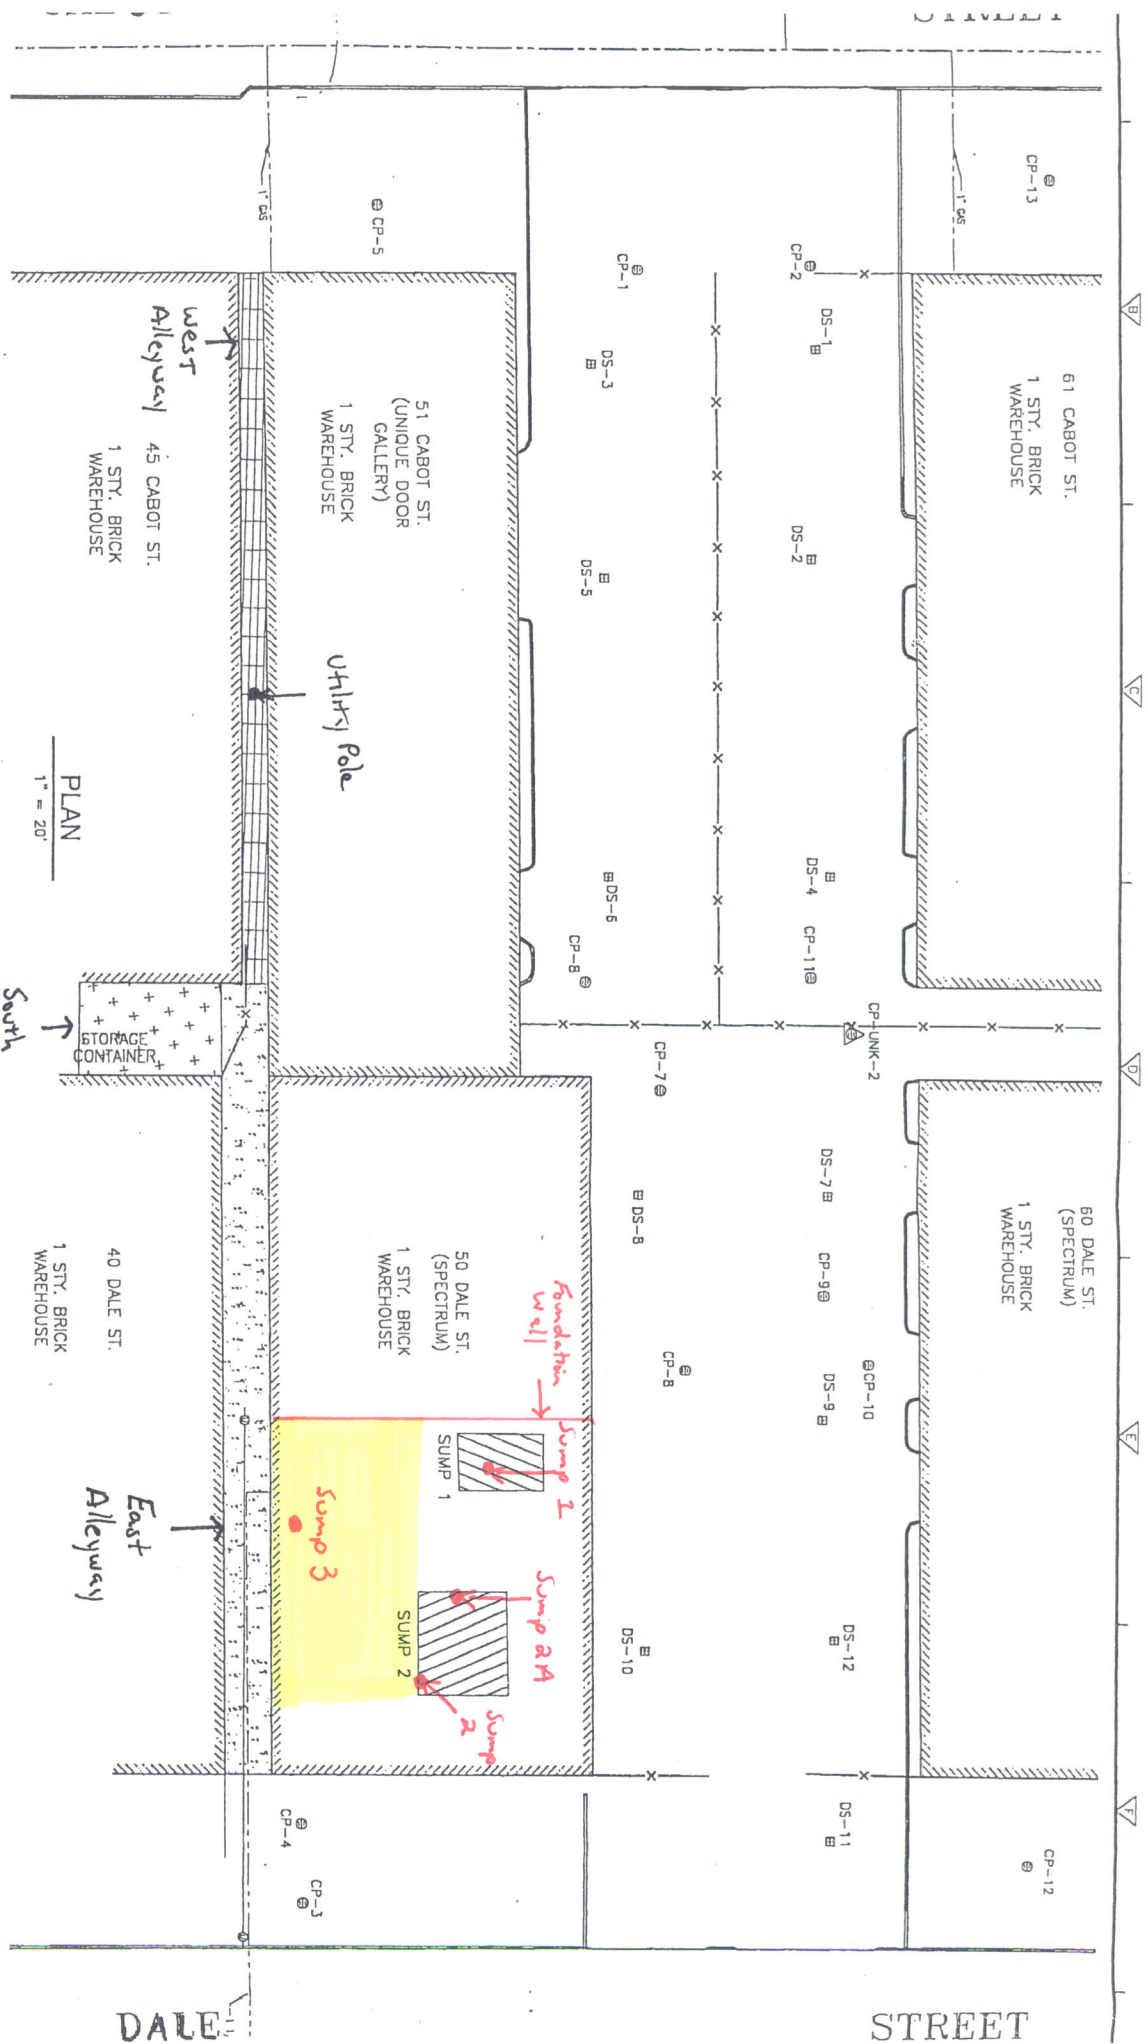 STREET
CP-13
1" GAS
1" GAS
CP-5
CP-1
CP-2
DS-1
DS-3
B
61 CABOT ST.
1 STY. BRICK
WAREHOUSE
West
Alleyway
51 CABOT ST.
(UNIQUE DOOR
GALLERY)
1 STY. BRICK
WAREHOUSE
45 CABOT ST.
1 STY. BRICK
WAREHOUSE
DS-2
DS-5
C
Utility Pole
PLAN
1" = 20'
DS-4
DS-6
CP-11
CP-8
South
STORAGE
CONTAINER
CP-UNK-2
CP-7
D
DS-7
DS-8
60 DALE ST.
(SPECTRUM)
1 STY. BRICK
WAREHOUSE
50 DALE ST.
(SPECTRUM)
1 STY. BRICK
WAREHOUSE
40 DALE ST.
1 STY. BRICK
WAREHOUSE
CP-9
CP-10
CP-8
DS-9
E
Foundation
Wall
Sump 1
SUMP 1
Sump 3
East
Alleyway
Sump 2A
SUMP 2
Sump
2
DS-10
DS-12
DS-11
F
CP-12
CP-4
CP-3
DALE
STREET